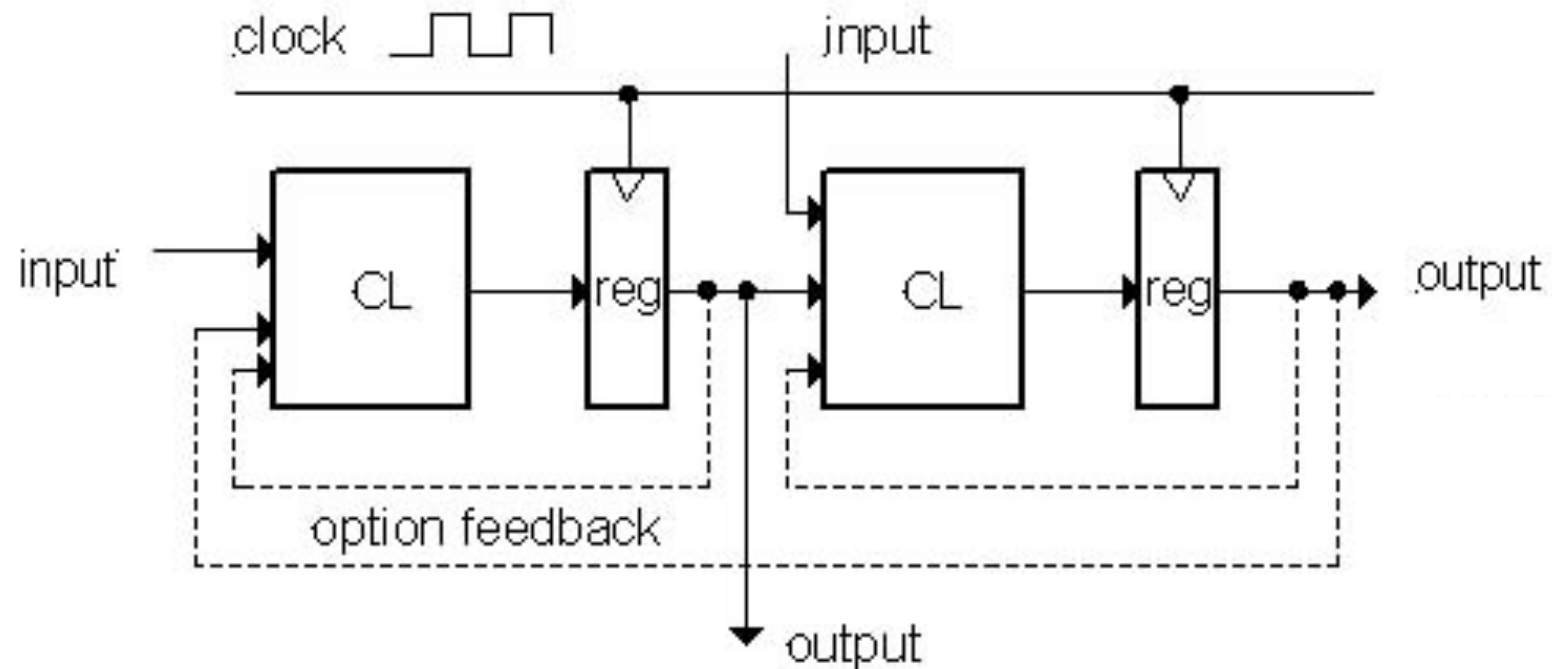 clock
input
input
CL
reg
CL
reg
output
option feedback
output